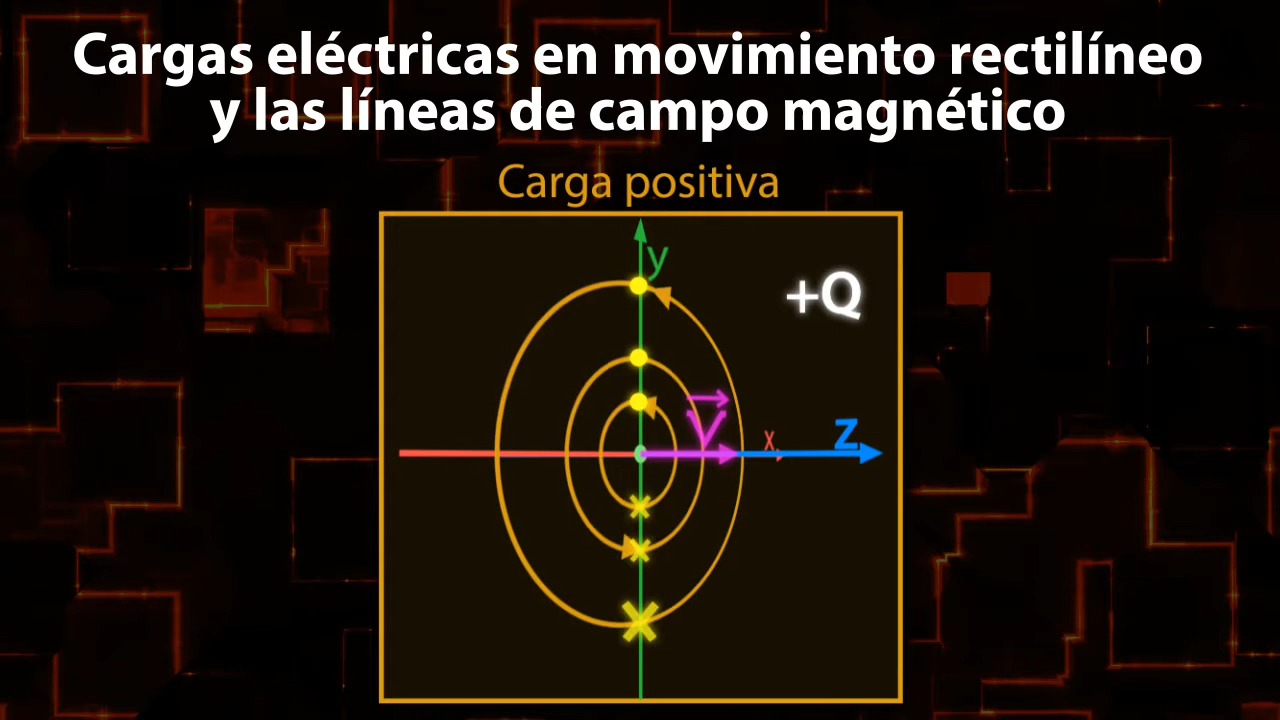 Cargas eléctricas en movimiento rectilíneo
y las líneas de campo magnético
Carga positiva
y
+Q
V
x
z